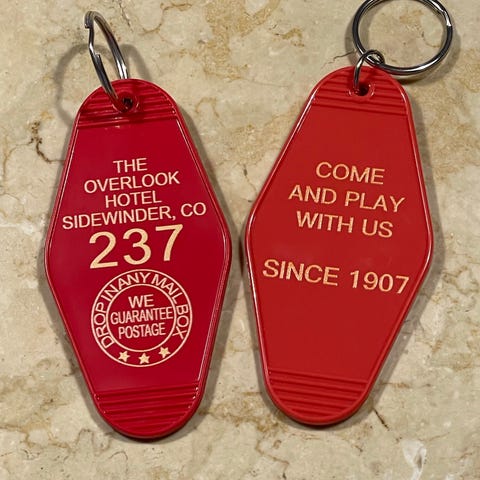 THE
OVERLOOK
HOTEL
SIDEWINDER, CO
237
DROP IN ANY MAIL BOX
WE
GUARANTEE
POSTAGE
COME
AND PLAY
WITH US
SINCE 1907